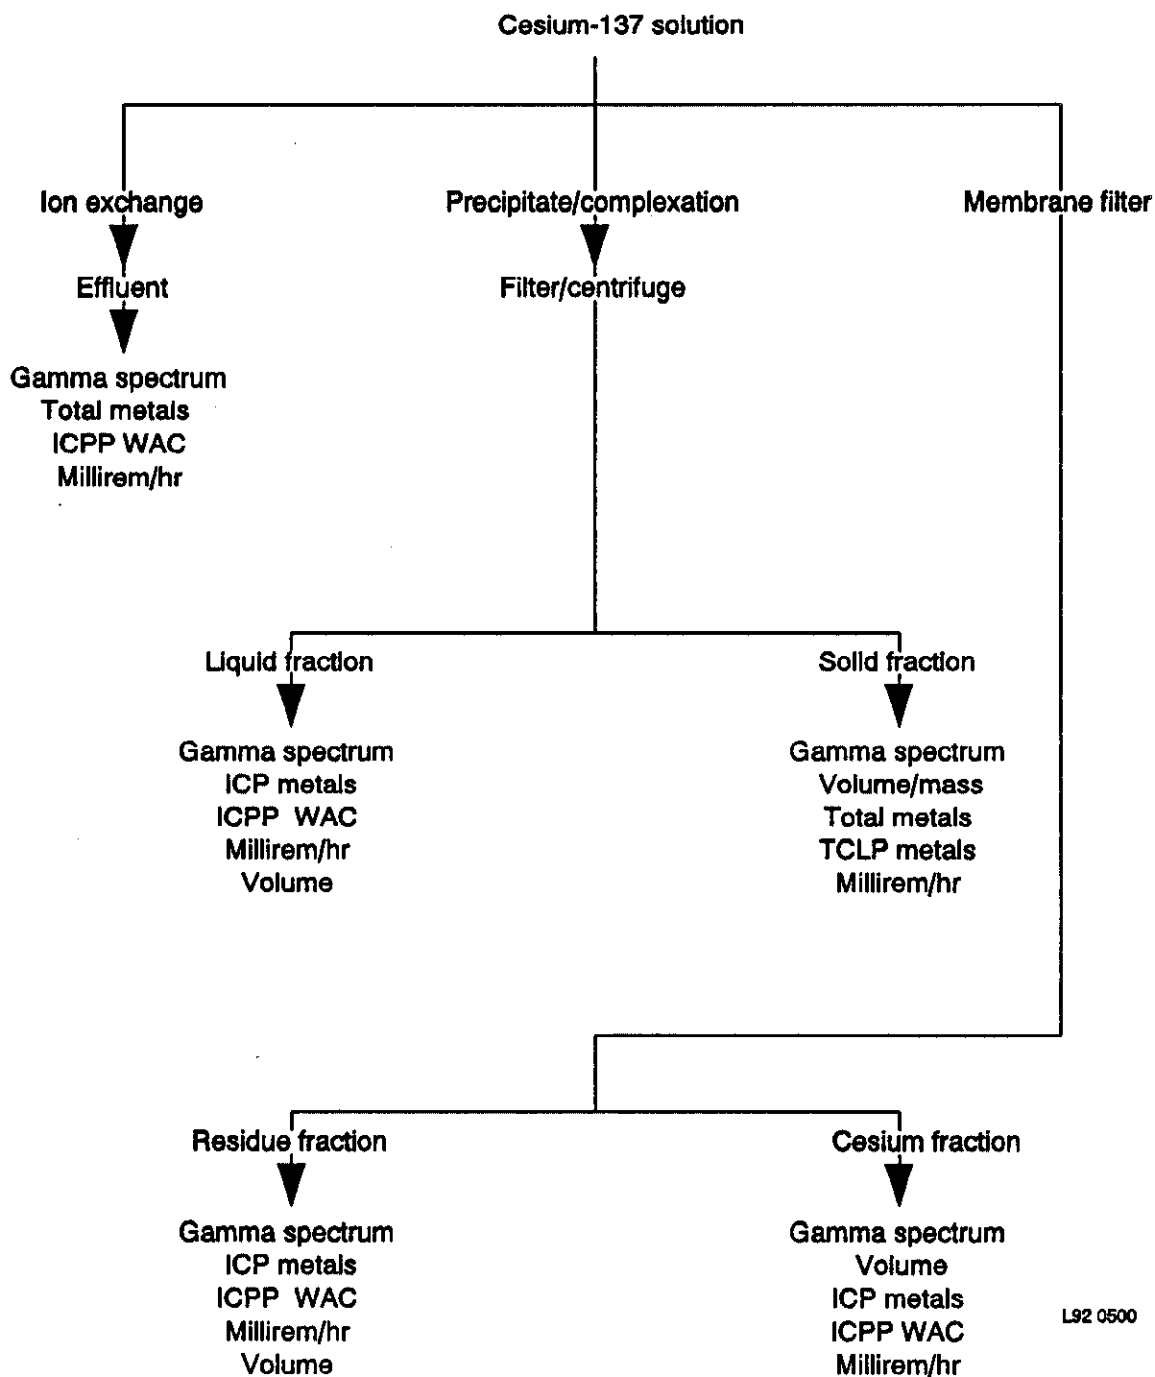 Cesium-137 solution
Ion exchange
Precipitate/complexation
Membrane filter
Effluent
Filter/centrifuge
Gamma spectrum
Total metals
ICPP WAC
Millirem/hr
Liquid fraction
Solid fraction
Gamma spectrum
ICP metals
ICPP WAC
Millirem/hr
Volume
Gamma spectrum
Volume/mass
Total metals
TCLP metals
Millirem/hr
Residue fraction
Cesium fraction
Gamma spectrum
ICP metals
ICPP WAC
Millirem/hr
Volume
Gamma spectrum
Volume
ICP metals
ICPP WAC
Millirem/hr
L92 0500